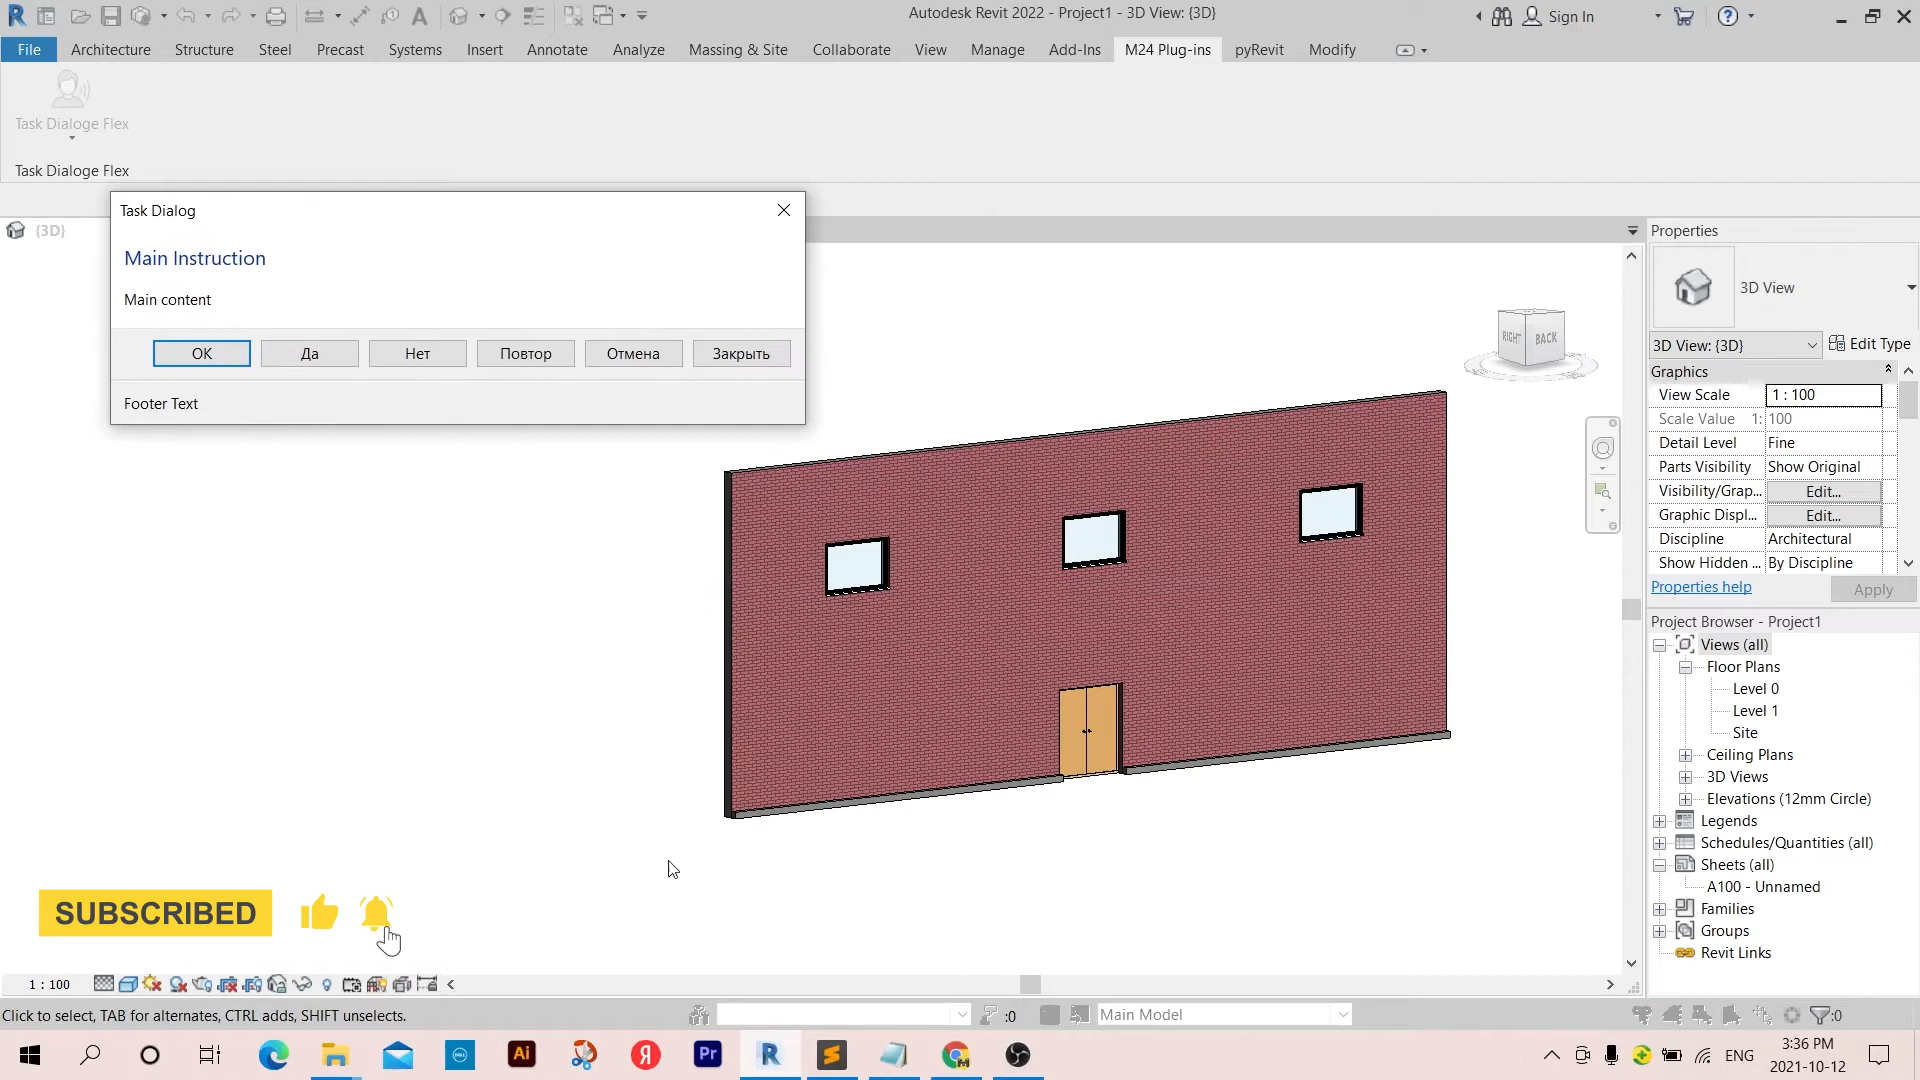 Autodesk Revit 2022 - Project1 - 3D View: {3D}
Sign In
File
Architecture
Structure
Steel
Precast
Systems
Insert
Annotate
Analyze
Massing & Site
Collaborate
View
Manage
Add-Ins
M24 Plug-ins
pyRevit
Modify
Task Dialoge Flex
Task Dialoge Flex
Task Dialog
Main Instruction
Main content
ОК
Да
Нет
Повтор
Отмена
Закрыть
Footer Text
{3D}
RIGHT
BACK
Properties
3D View
3D View: {3D}
Edit Type
Graphics
View Scale
1 : 100
Scale Value 1:
100
Detail Level
Fine
Parts Visibility
Show Original
Visibility/Grap...
Edit...
Graphic Displ...
Edit...
Discipline
Architectural
Show Hidden ...
By Discipline
Properties help
Apply
Project Browser - Project1
Views (all)
Floor Plans
Level 0
Level 1
Site
Ceiling Plans
3D Views
Elevations (12mm Circle)
Legends
Schedules/Quantities (all)
Sheets (all)
A100 - Unnamed
Families
Groups
Revit Links
SUBSCRIBED
1 : 100
Click to select, TAB for alternates, CTRL adds, SHIFT unselects.
:0
Main Model
:0
Ai
Я
Pr
R
ENG
3:36 PM
2021-10-12